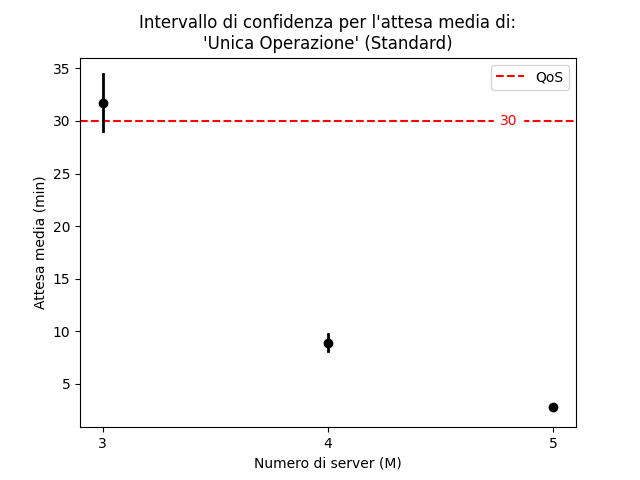 Intervallo di confidenza per l'attesa media di:
'Unica Operazione' (Standard)
QoS
30
35
30
25
20
15
10
5
Attesa media (min)
3
4
5
Numero di server (M)